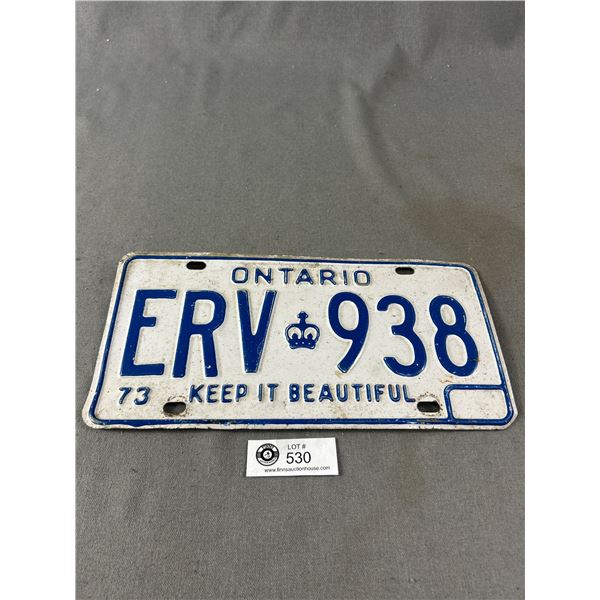 ONTARIO
ERV 938
73 KEEP IT BEAUTIFUL
LOT #
530
www.finnsauctionhouse.com